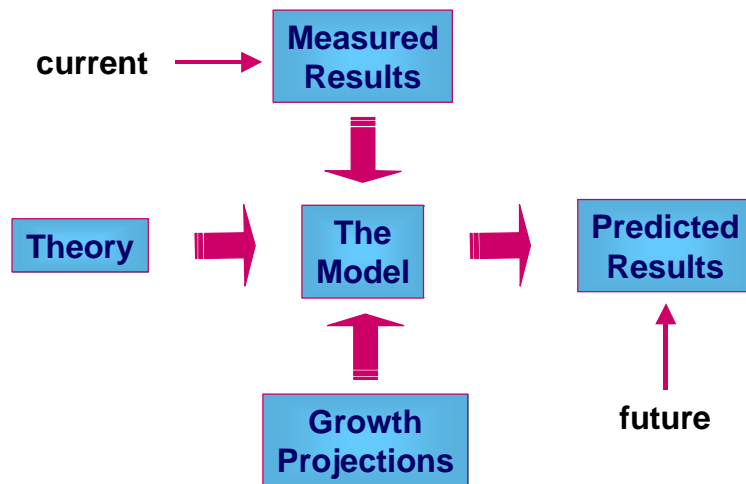 current
Measured
Results
Theory
The
Model
Predicted
Results
Growth
Projections
future